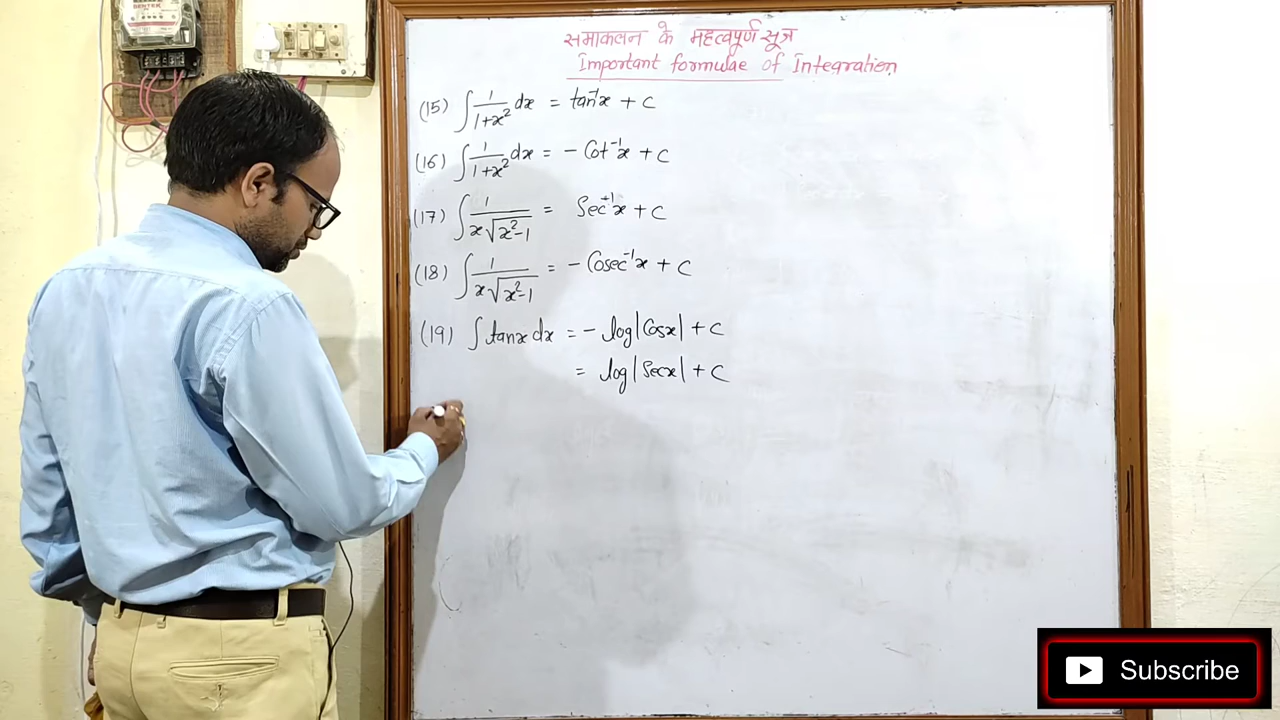 समाकलन के महत्वपूर्ण सूत्र
Important formulae of Integration
(15) ∫ 1/(1+x²) dx = tan⁻¹x + C
(16) ∫ 1/(1+x²) dx = - Cot⁻¹x + C
(17) ∫ 1/(x√(x²-1)) = Sec⁻¹x + C
(18) ∫ 1/(x√(x²-1)) = - Cosec⁻¹x + C
(19) ∫ tanx dx = - log|Cosx| + C
= log|Secx| + C
Subscribe